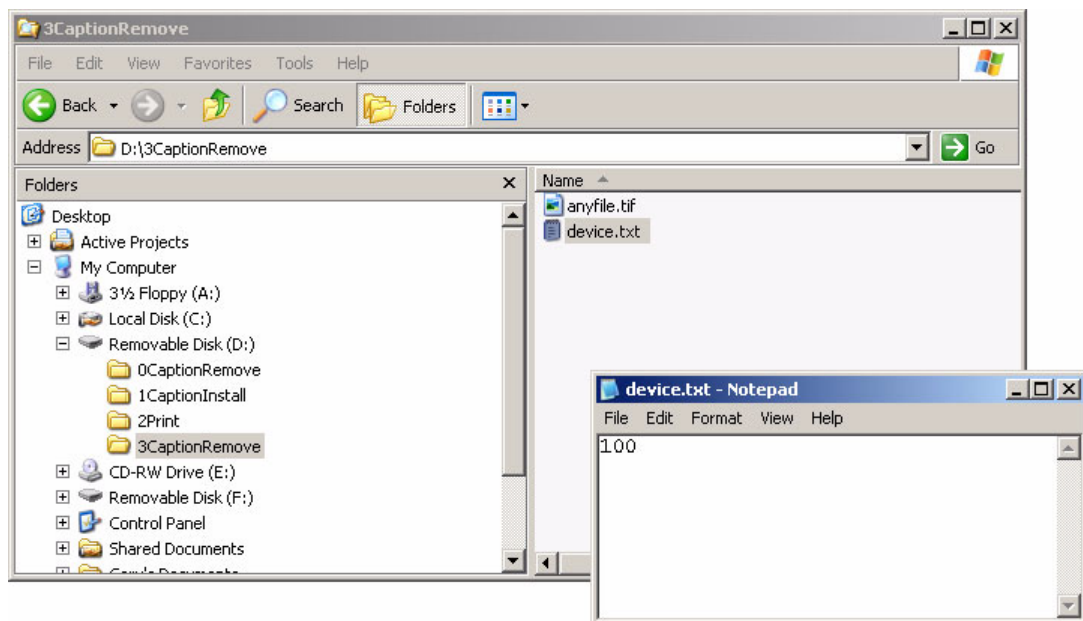 3CaptionRemove
File Edit View Favorites Tools Help
Back Search Folders
Address D:\3CaptionRemove Go
Folders
Name
Desktop
Active Projects
My Computer
3½ Floppy (A:)
Local Disk (C:)
Removable Disk (D:)
0CaptionRemove
1CaptionInstall
2Print
3CaptionRemove
CD-RW Drive (E:)
Removable Disk (F:)
Control Panel
Shared Documents
anyfile.tif
device.txt
device.txt - Notepad
File Edit Format View Help
100